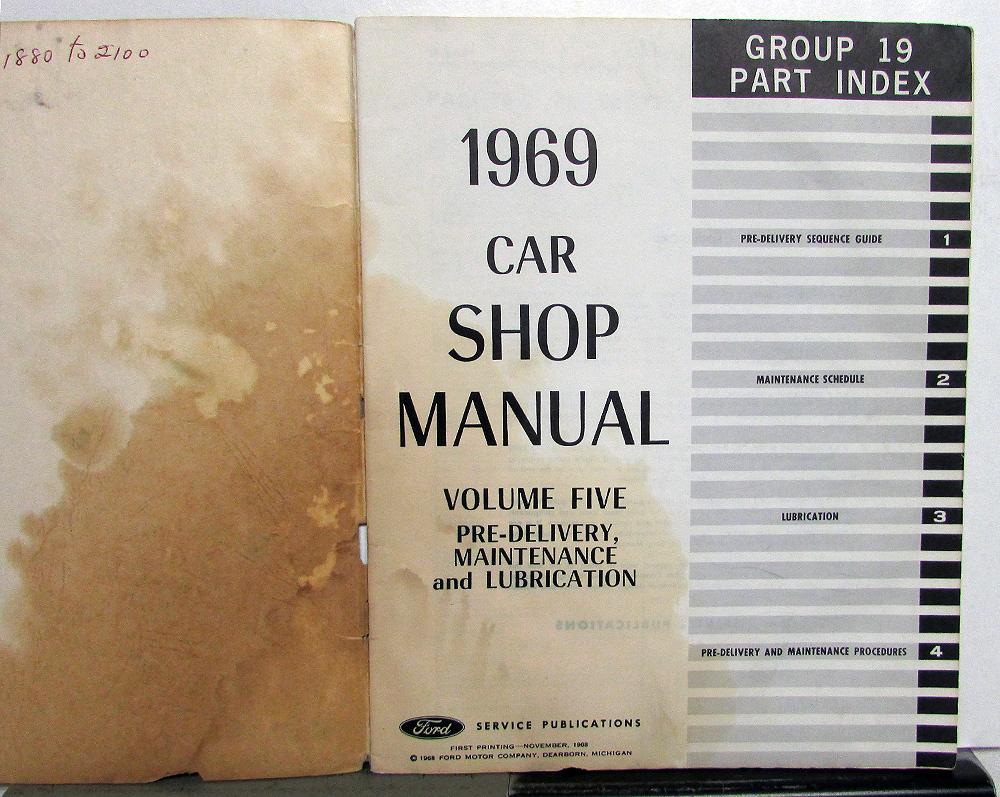 1880 to 2100
1969
CAR
SHOP
MANUAL
VOLUME FIVE
PRE-DELIVERY,
MAINTENANCE
and LUBRICATION
Ford SERVICE PUBLICATIONS
FIRST PRINTING—NOVEMBER, 1968
© 1968 FORD MOTOR COMPANY, DEARBORN, MICHIGAN
GROUP 19
PART INDEX
PRE-DELIVERY SEQUENCE GUIDE 1
MAINTENANCE SCHEDULE 2
LUBRICATION 3
PRE-DELIVERY AND MAINTENANCE PROCEDURES 4